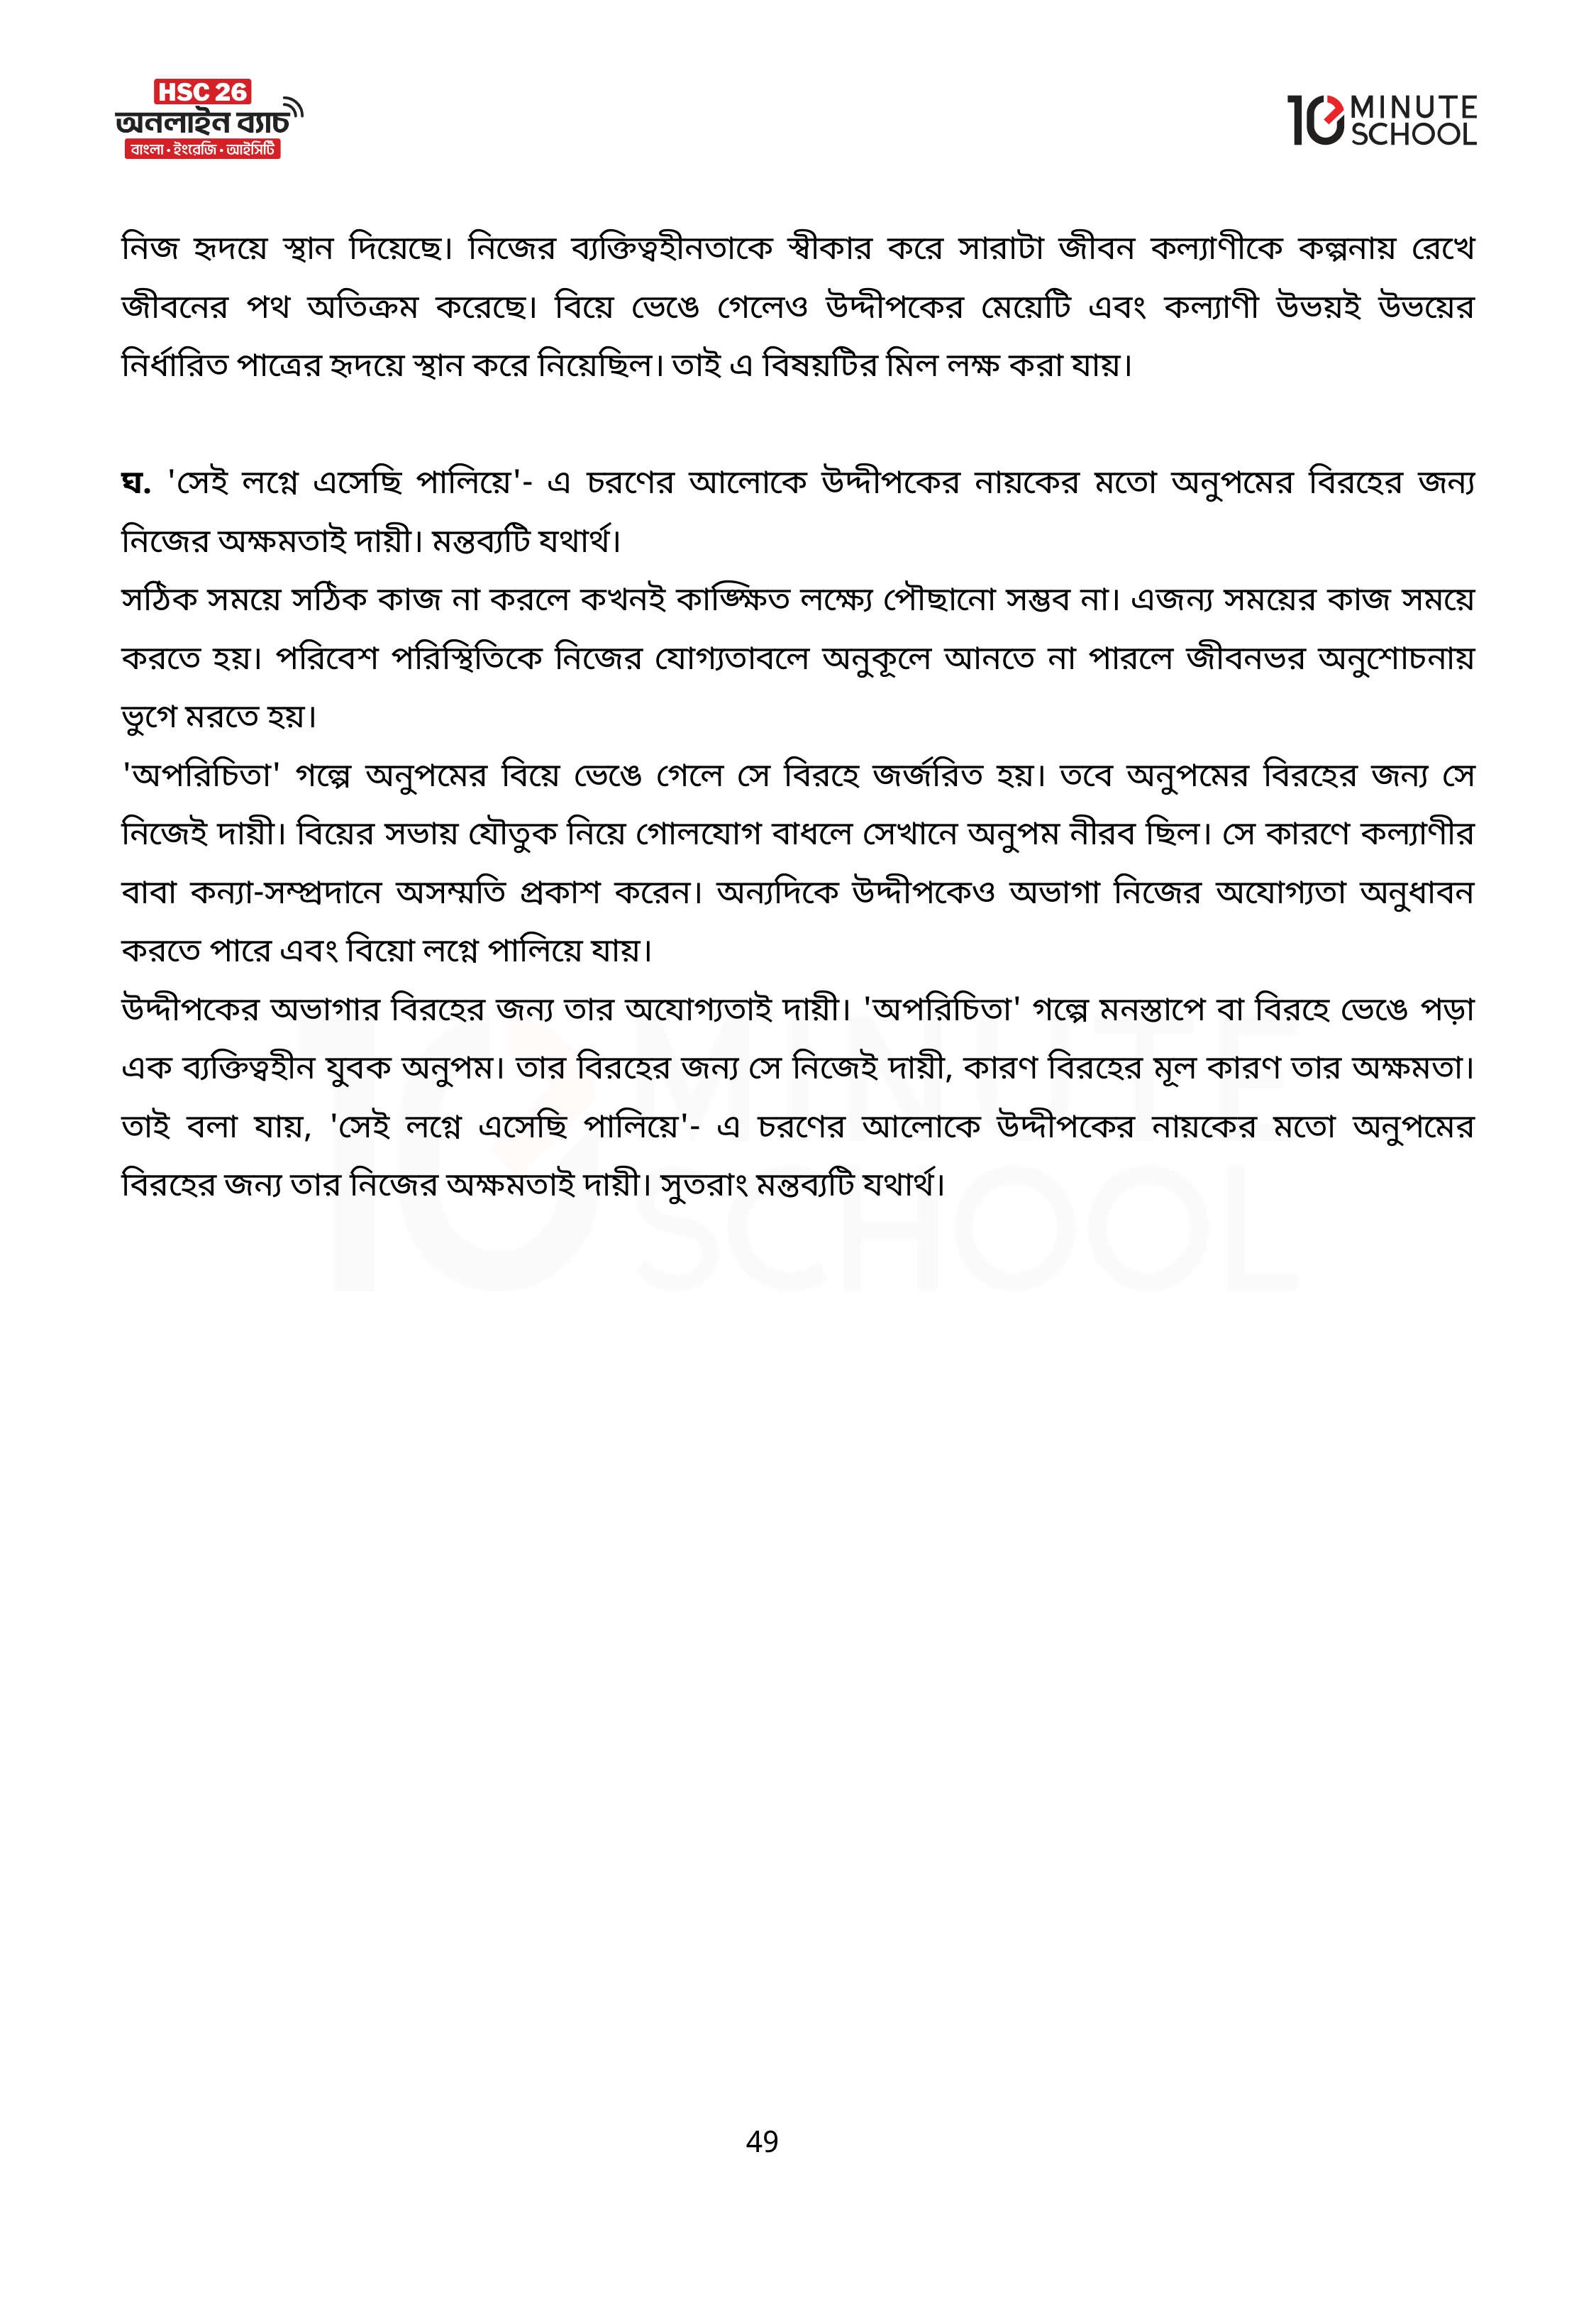 HSC 26
অনলাইন ব্যাচ
বাংলা • ইংরেজি • আইসিটি
10 MINUTE
SCHOOL
নিজ হৃদয়ে স্থান দিয়েছে। নিজের ব্যক্তিত্বহীনতাকে স্বীকার করে সারাটা জীবন কল্যাণীকে কল্পনায় রেখে
জীবনের পথ অতিক্রম করেছে। বিয়ে ভেঙে গেলেও উদ্দীপকের মেয়েটি এবং কল্যাণী উভয়ই উভয়ের
নির্ধারিত পাত্রের হৃদয়ে স্থান করে নিয়েছিল। তাই এ বিষয়টির মিল লক্ষ করা যায়।
ঘ. 'সেই লগ্নে এসেছি পালিয়ে'- এ চরণের আলোকে উদ্দীপকের নায়কের মতো অনুপমের বিরহের জন্য
নিজের অক্ষমতাই দায়ী। মন্তব্যটি যথার্থ।
সঠিক সময়ে সঠিক কাজ না করলে কখনই কাঙ্ক্ষিত লক্ষ্যে পৌছানো সম্ভব না। এজন্য সময়ের কাজ সময়ে
করতে হয়। পরিবেশ পরিস্থিতিকে নিজের যোগ্যতাবলে অনুকূলে আনতে না পারলে জীবনভর অনুশোচনায়
ভুগে মরতে হয়।
'অপরিচিতা' গল্পে অনুপমের বিয়ে ভেঙে গেলে সে বিরহে জর্জরিত হয়। তবে অনুপমের বিরহের জন্য সে
নিজেই দায়ী। বিয়ের সভায় যৌতুক নিয়ে গোলযোগ বাধলে সেখানে অনুপম নীরব ছিল। সে কারণে কল্যাণীর
বাবা কন্যা-সম্প্রদানে অসম্মতি প্রকাশ করেন। অন্যদিকে উদ্দীপকেও অভাগা নিজের অযোগ্যতা অনুধাবন
করতে পারে এবং বিয়ো লগ্নে পালিয়ে যায়।
উদ্দীপকের অভাগার বিরহের জন্য তার অযোগ্যতাই দায়ী। 'অপরিচিতা' গল্পে মনস্তাপে বা বিরহে ভেঙে পড়া
এক ব্যক্তিত্বহীন যুবক অনুপম। তার বিরহের জন্য সে নিজেই দায়ী, কারণ বিরহের মূল কারণ তার অক্ষমতা।
তাই বলা যায়, 'সেই লগ্নে এসেছি পালিয়ে'- এ চরণের আলোকে উদ্দীপকের নায়কের মতো অনুপমের
বিরহের জন্য তার নিজের অক্ষমতাই দায়ী। সুতরাং মন্তব্যটি যথার্থ।
10 MINUTE
SCHOOL
49